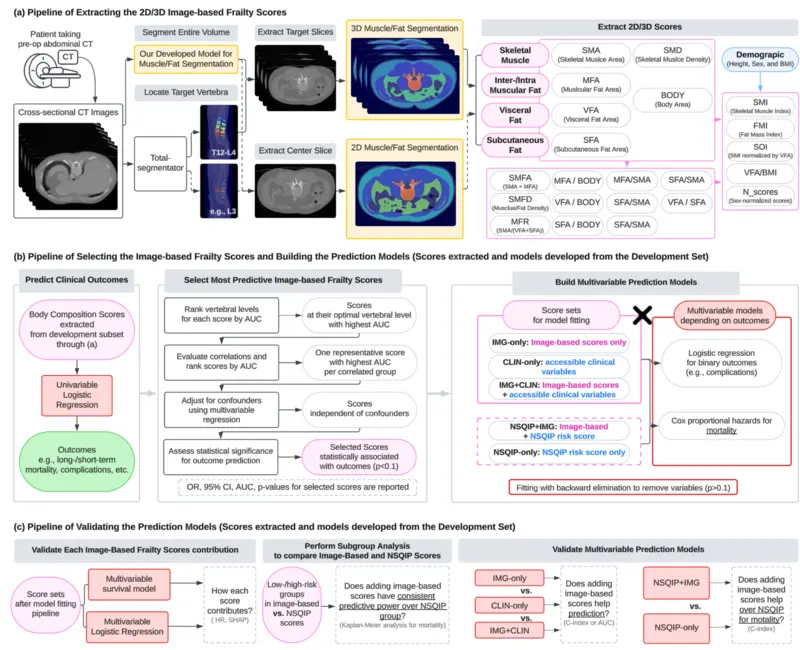 (a) Pipeline of Extracting the 2D/3D Image-based Frailty Scores
Patient taking
pre-op abdominal CT
CT
Cross-sectional CT Images
Segment Entire Volume
Our Developed Model for
Muscle/Fat Segmentation
Locate Target Vertebra
Total-
segmentator
T12-L4
e.g., L3
Extract Target Slices
Extract Center Slice
3D Muscle/Fat Segmentation
2D Muscle/Fat Segmentation
Extract 2D/3D Scores
Skeletal
Muscle
Inter-/Intra
Muscular Fat
Visceral
Fat
Subcutaneous
Fat
SMA
(Skeletal Muslce Area)
MFA
(Muslcular Fat Area)
VFA
(Visceral Fat Area)
SFA
(Subcutaneous Fat Area)
SMD
(Skeletal Muslce Density)
BODY
(Body Area)
SMFA
(SMA + MFA)
MFA / BODY
MFA/SMA
SFA/SMA
SMFD
(Musclue/Fat Density)
VFA / BODY
SFA/SMA
VFA / SFA
MFR
(SMA/(VFA+SFA))
SFA / BODY
SFA/SMA
Demograpic
(Height, Sex, and BMI)
SMI
(Skeletal Muscle Index)
FMI
(Fat Mass Index)
SOI
(SMI normalized by VFA)
VFA/BMI
N_scores
(Sex-normalized scores)
(b) Pipeline of Selecting the Image-based Frailty Scores and Building the Prediction Models (Scores extracted and models developed from the Development Set)
Predict Clinical Outcomes
Body Composition Scores
extracted
from development subset
through (a)
Univariable
Logistic
Regression
Outcomes
e.g., long-/short-term
mortality, complications, etc.
Select Most Predictive Image-based Frailty Scores
Rank vertebral levels
for each score by AUC
Scores
at their optimal vertebral level
with highest AUC
Evaluate correlations and
rank scores by AUC
One representative score
with highest AUC
per correlated group
Adjust for confounders
using multivariable
regression
Scores
independent of confounders
Assess statistical significance
for outcome prediction
Selected Scores
statistically associated
with outcomes (p<0.1)
OR, 95% CI, AUC, p-values for selected scores are reported
Build Multivariable Prediction Models
Score sets
for model fitting
IMG-only: Image-based scores only
CLIN-only: accessible clinical
variables
IMG+CLIN: Image-based scores
+ accessible clinical variables
NSQIP+IMG: Image-based
+ NSQIP risk score
NSQIP-only: NSQIP risk score only
Multivariable models
depending on outcomes
Logistic regression
for binary outcomes
(e.g., complications)
Cox proportional hazards for
mortality
Fitting with backward elimination to remove variables (p>0.1)
(c) Pipeline of Validating the Prediction Models (Scores extracted and models developed from the Development Set)
Validate Each Image-Based Frailty Scores contribution
Score sets
after model fitting
pipeline
Multivariable
survival model
Multivariable
Logistic Regression
How each
score
contributes?
( HR, SHAP)
Perform Subgroup Analysis
to compare Image-Based and NSQIP Scores
Low-/high-risk
groups
in image-based
vs. NSQIP
scores
Does adding image-based
scores have consistent
predictive power over NSQIP
group?
(Kaplan-Meier analysis for mortality)
Validate Multivariable Prediction Models
IMG-only
vs.
CLIN-only
vs.
IMG+CLIN
Does adding
image-based
scores help
prediction?
(C-index or AUC)
NSQIP+IMG
vs.
NSQIP-only
Does adding
image-based
scores help
over NSQIP
for motality?
(C-index)